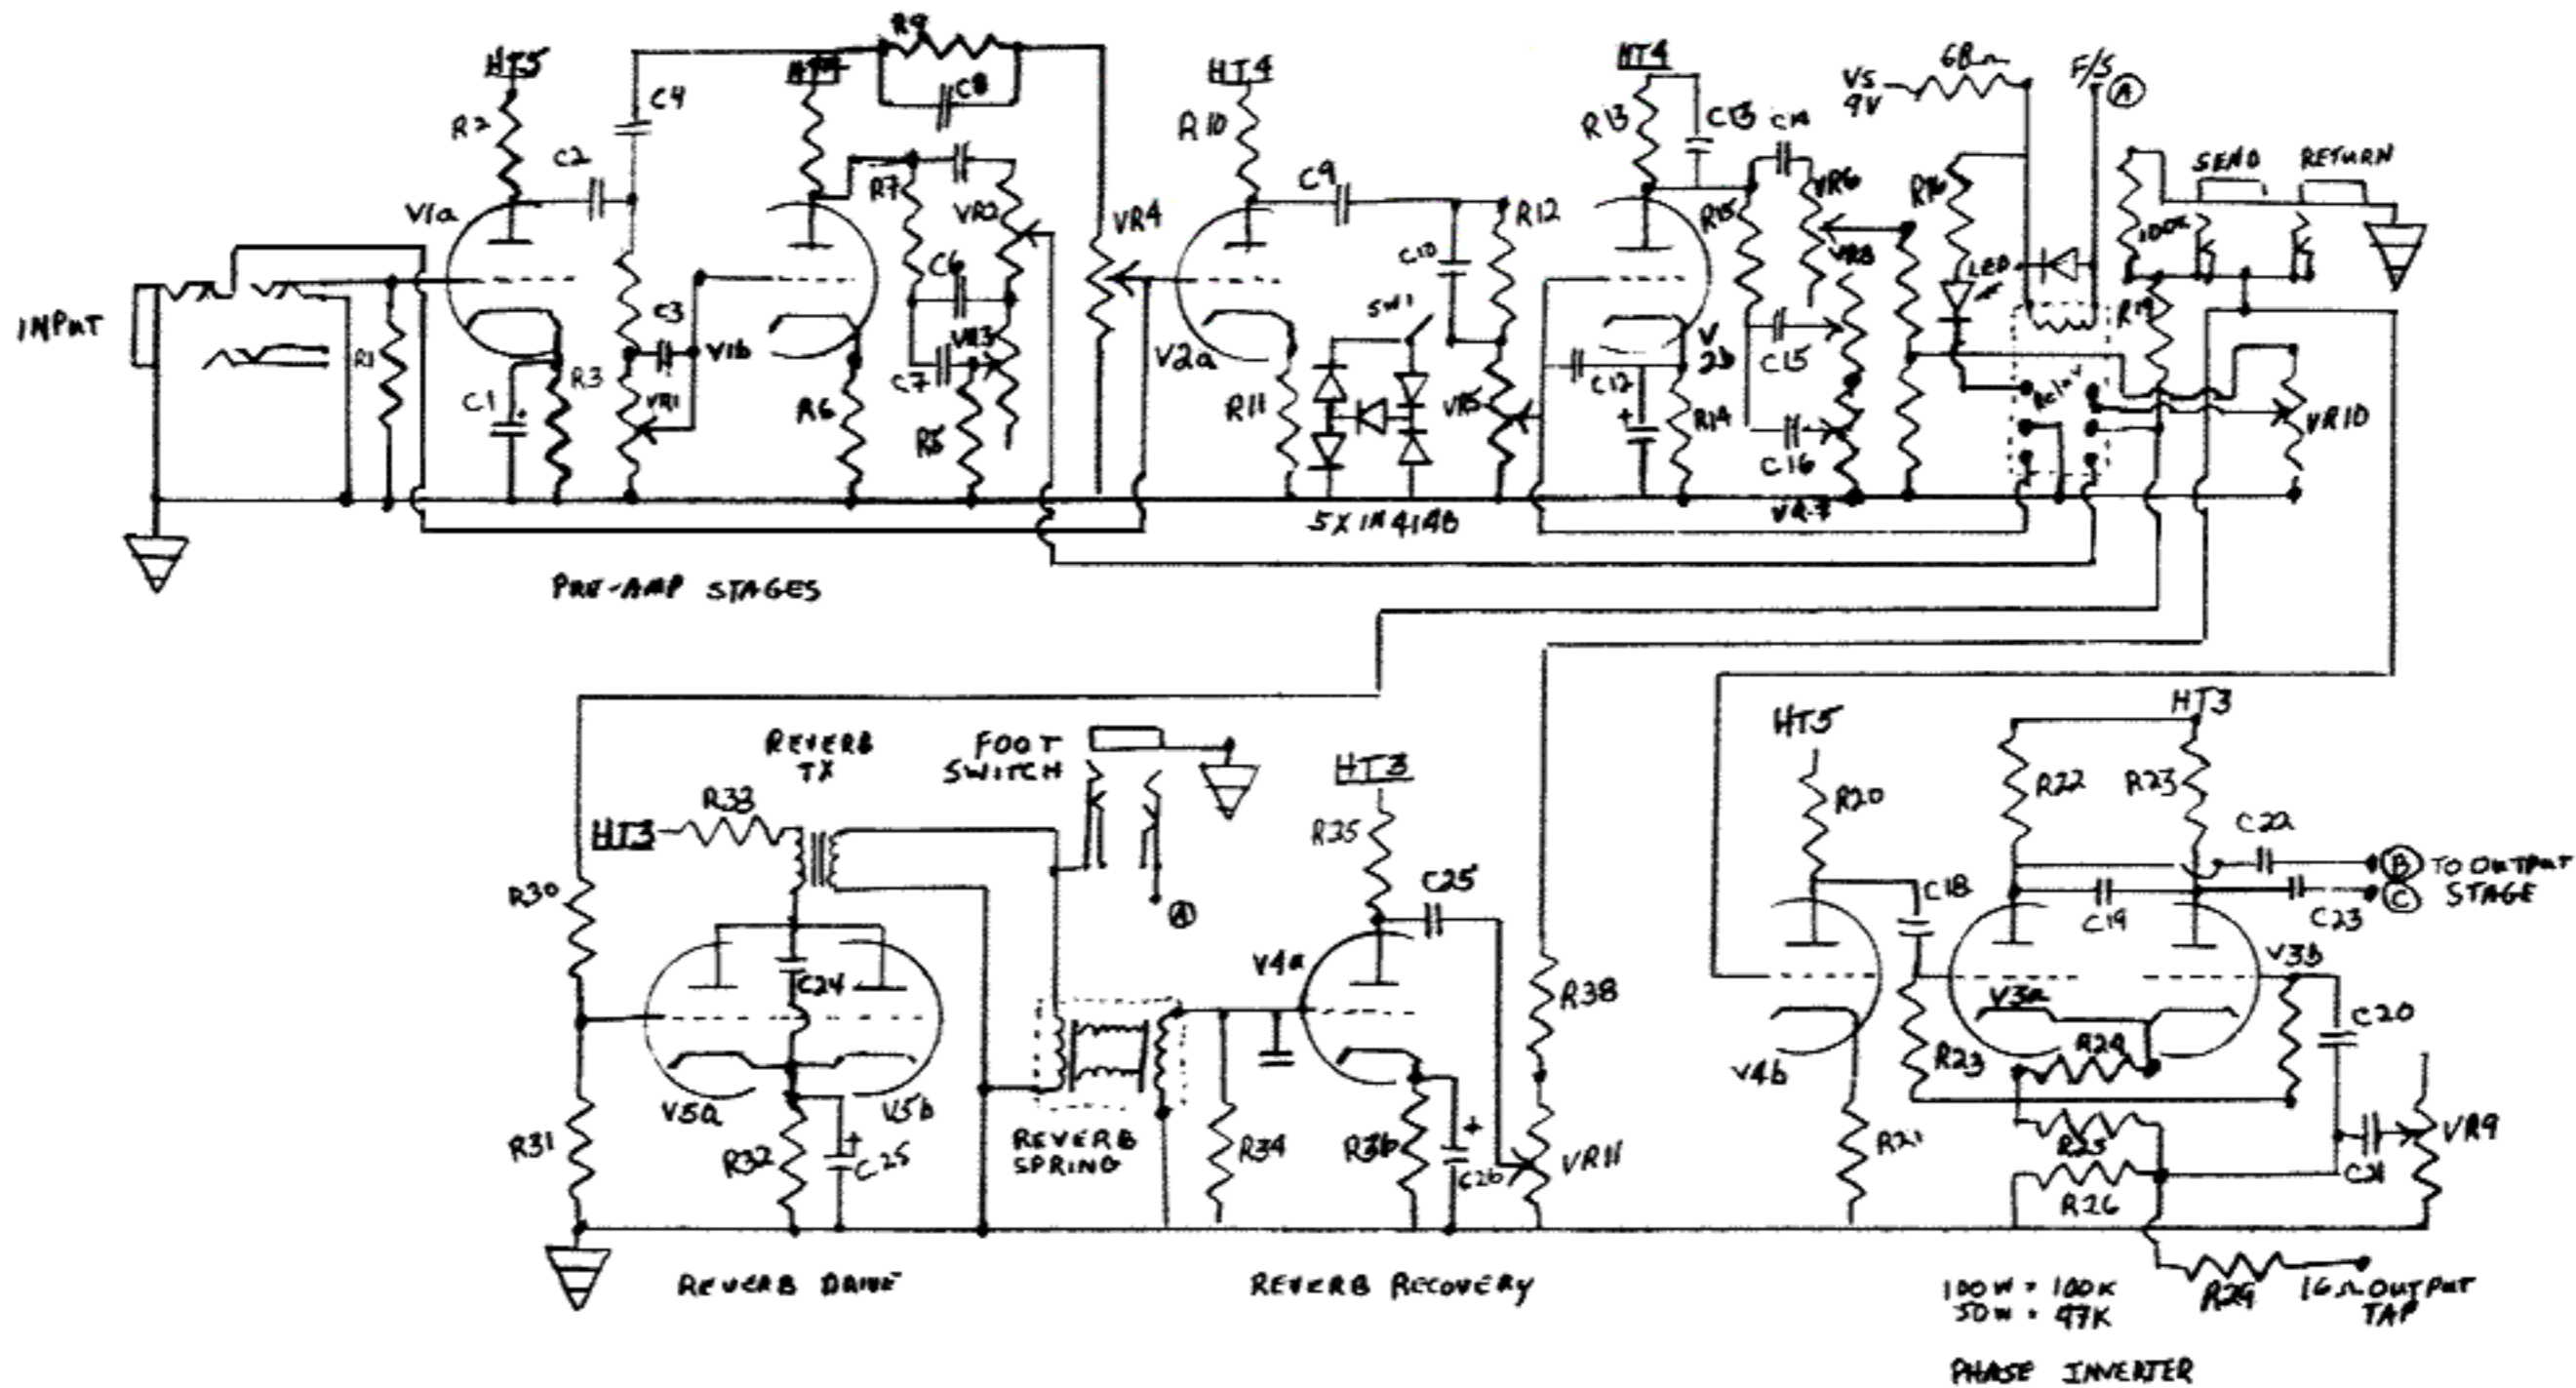 R9
HT5
C4
C8
HT4
HT4
68Ω
F/S
VS
9V
A
R2
R10
R13
C13
C14
SEND
RETURN
C2
V1a
R7
VR2
VR4
C9
R12
R15
VR6
R16
100K
C6
C10
VR8
LED
INPUT
C3
VR3
SW1
R19
V1b
R1
R3
V2a
C12
V
2b
C15
Relay
C1
VR1
C7
R6
R8
R11
VR5
R14
C16
VR10
5X1N4148
VR7
PRE-AMP STAGES
HT3
HT5
REVERB
TX
FOOT
SWITCH
HT3
R33
HT3
R20
R22
R23
R35
C22
B TO OUTPUT
STAGE
C
R30
A
C25
C18
C19
C23
V4a
V3b
C24
R38
V3a
C20
R24
V5a
V5b
V4b
R23
R31
REVERB
SPRING
R32
C25
R34
R36
C26
VR11
R21
R25
C21
VR9
R26
REVERB DRIVE
REVERB RECOVERY
100W = 100K
50W = 47K
R29
16Ω OUTPUT
TAP
PHASE INVERTER